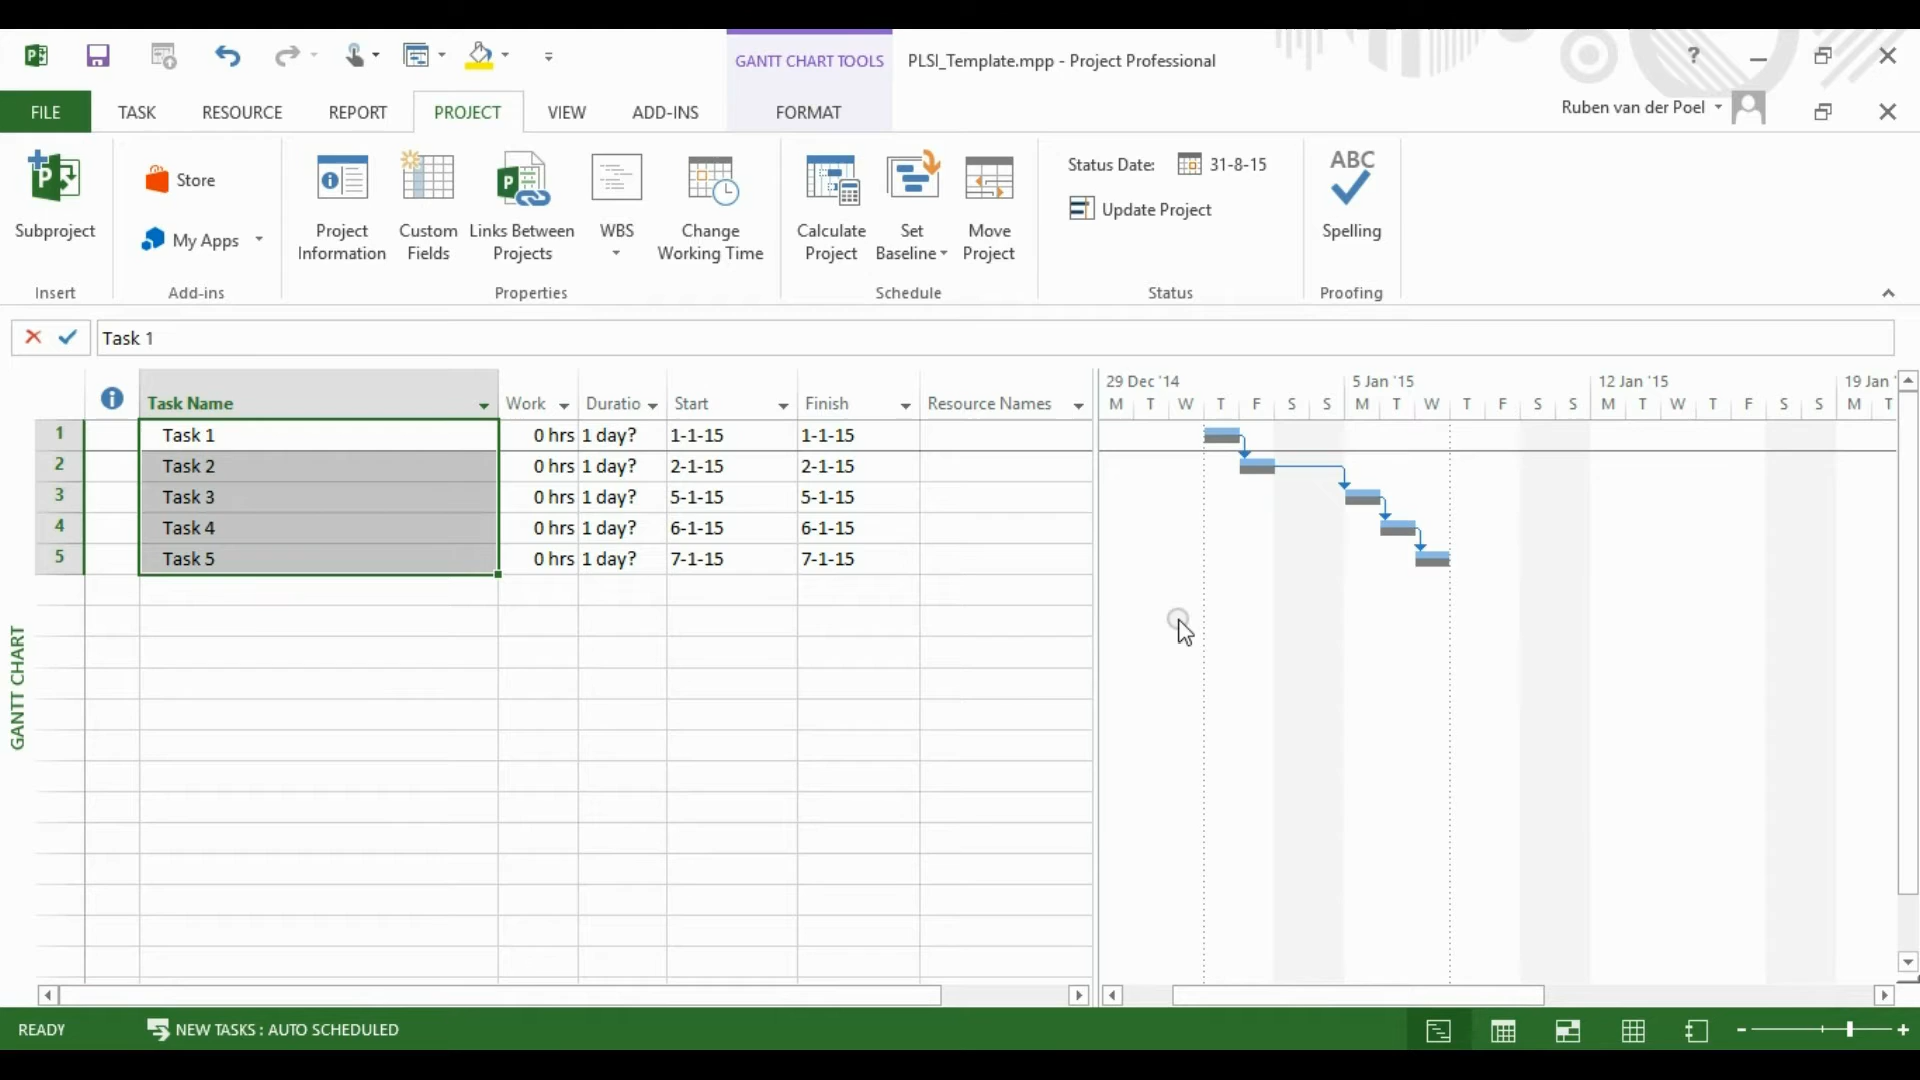 GANTT CHART TOOLS
PLSI_Template.mpp - Project Professional
?
FILE TASK RESOURCE REPORT PROJECT VIEW ADD-INS FORMAT
Ruben van der Poel
Subproject
Store
My Apps
Project Information
Custom Fields
Links Between Projects
WBS
Change Working Time
Calculate Project
Set Baseline
Move Project
Status Date: 31-8-15
Update Project
ABC
Spelling
Insert Add-ins Properties Schedule Status Proofing
Task 1
Task Name Work Duratio Start Finish Resource Names
1 Task 1 0 hrs 1 day? 1-1-15 1-1-15
2 Task 2 0 hrs 1 day? 2-1-15 2-1-15
3 Task 3 0 hrs 1 day? 5-1-15 5-1-15
4 Task 4 0 hrs 1 day? 6-1-15 6-1-15
5 Task 5 0 hrs 1 day? 7-1-15 7-1-15
29 Dec '14 5 Jan '15 12 Jan '15 19 Jan '
M T W T F S S M T W T F S S M T W T F S S M T
GANTT CHART
READY NEW TASKS : AUTO SCHEDULED